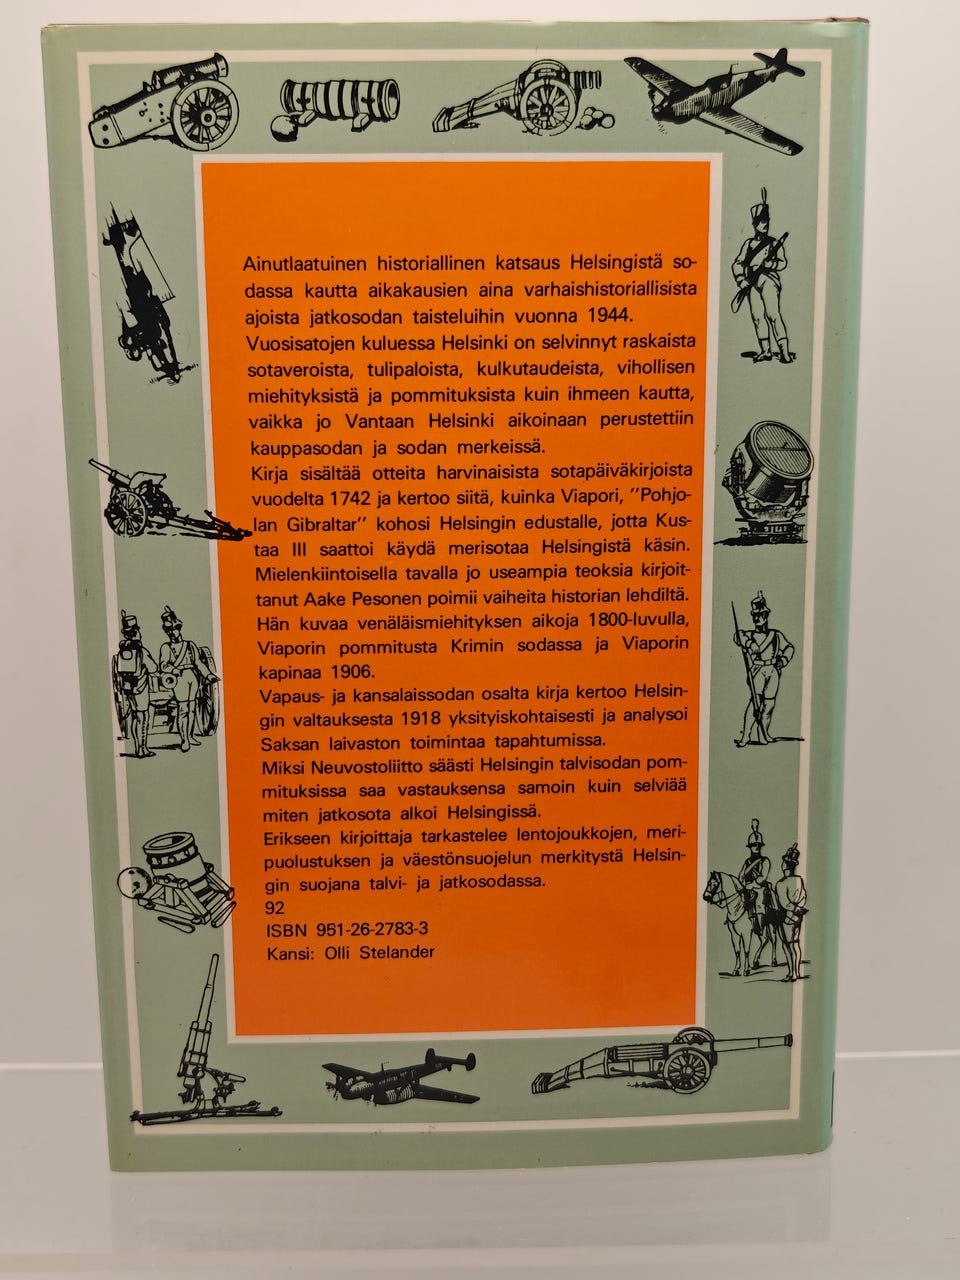 Ainutlaatuinen historiallinen katsaus Helsingistä so-
dassa kautta aikakausien aina varhaishistoriallisista
ajoista jatkosodan taisteluihin vuonna 1944.
Vuosisatojen kuluessa Helsinki on selvinnyt raskaista
sotaveroista, tulipaloista, kulkutaudeista, vihollisen
miehityksistä ja pommituksista kuin ihmeen kautta,
vaikka jo Vantaan Helsinki aikoinaan perustettiin
kauppasodan ja sodan merkeissä.
Kirja sisältää otteita harvinaisista sotapäiväkirjoista
vuodelta 1742 ja kertoo siitä, kuinka Viapori, "Pohjo-
lan Gibraltar" kohosi Helsingin edustalle, jotta Kus-
taa III saattoi käydä merisotaa Helsingistä käsin.
Mielenkiintoisella tavalla jo useampia teoksia kirjoit-
tanut Aake Pesonen poimii vaiheita historian lehdiltä.
Hän kuvaa venäläismiehityksen aikoja 1800-luvulla,
Viaporin pommitusta Krimin sodassa ja Viaporin
kapinaa 1906.
Vapaus- ja kansalaissodan osalta kirja kertoo Helsin-
gin valtauksesta 1918 yksityiskohtaisesti ja analysoi
Saksan laivaston toimintaa tapahtumissa.
Miksi Neuvostoliitto säästi Helsingin talvisodan pom-
mituksissa saa vastauksensa samoin kuin selviää
miten jatkosota alkoi Helsingissä.
Erikseen kirjoittaja tarkastelee lentojoukkojen, meri-
puolustuksen ja väestönsuojelun merkitystä Helsin-
gin suojana talvi- ja jatkosodassa.
92
ISBN 951-26-2783-3
Kansi: Olli Stelander